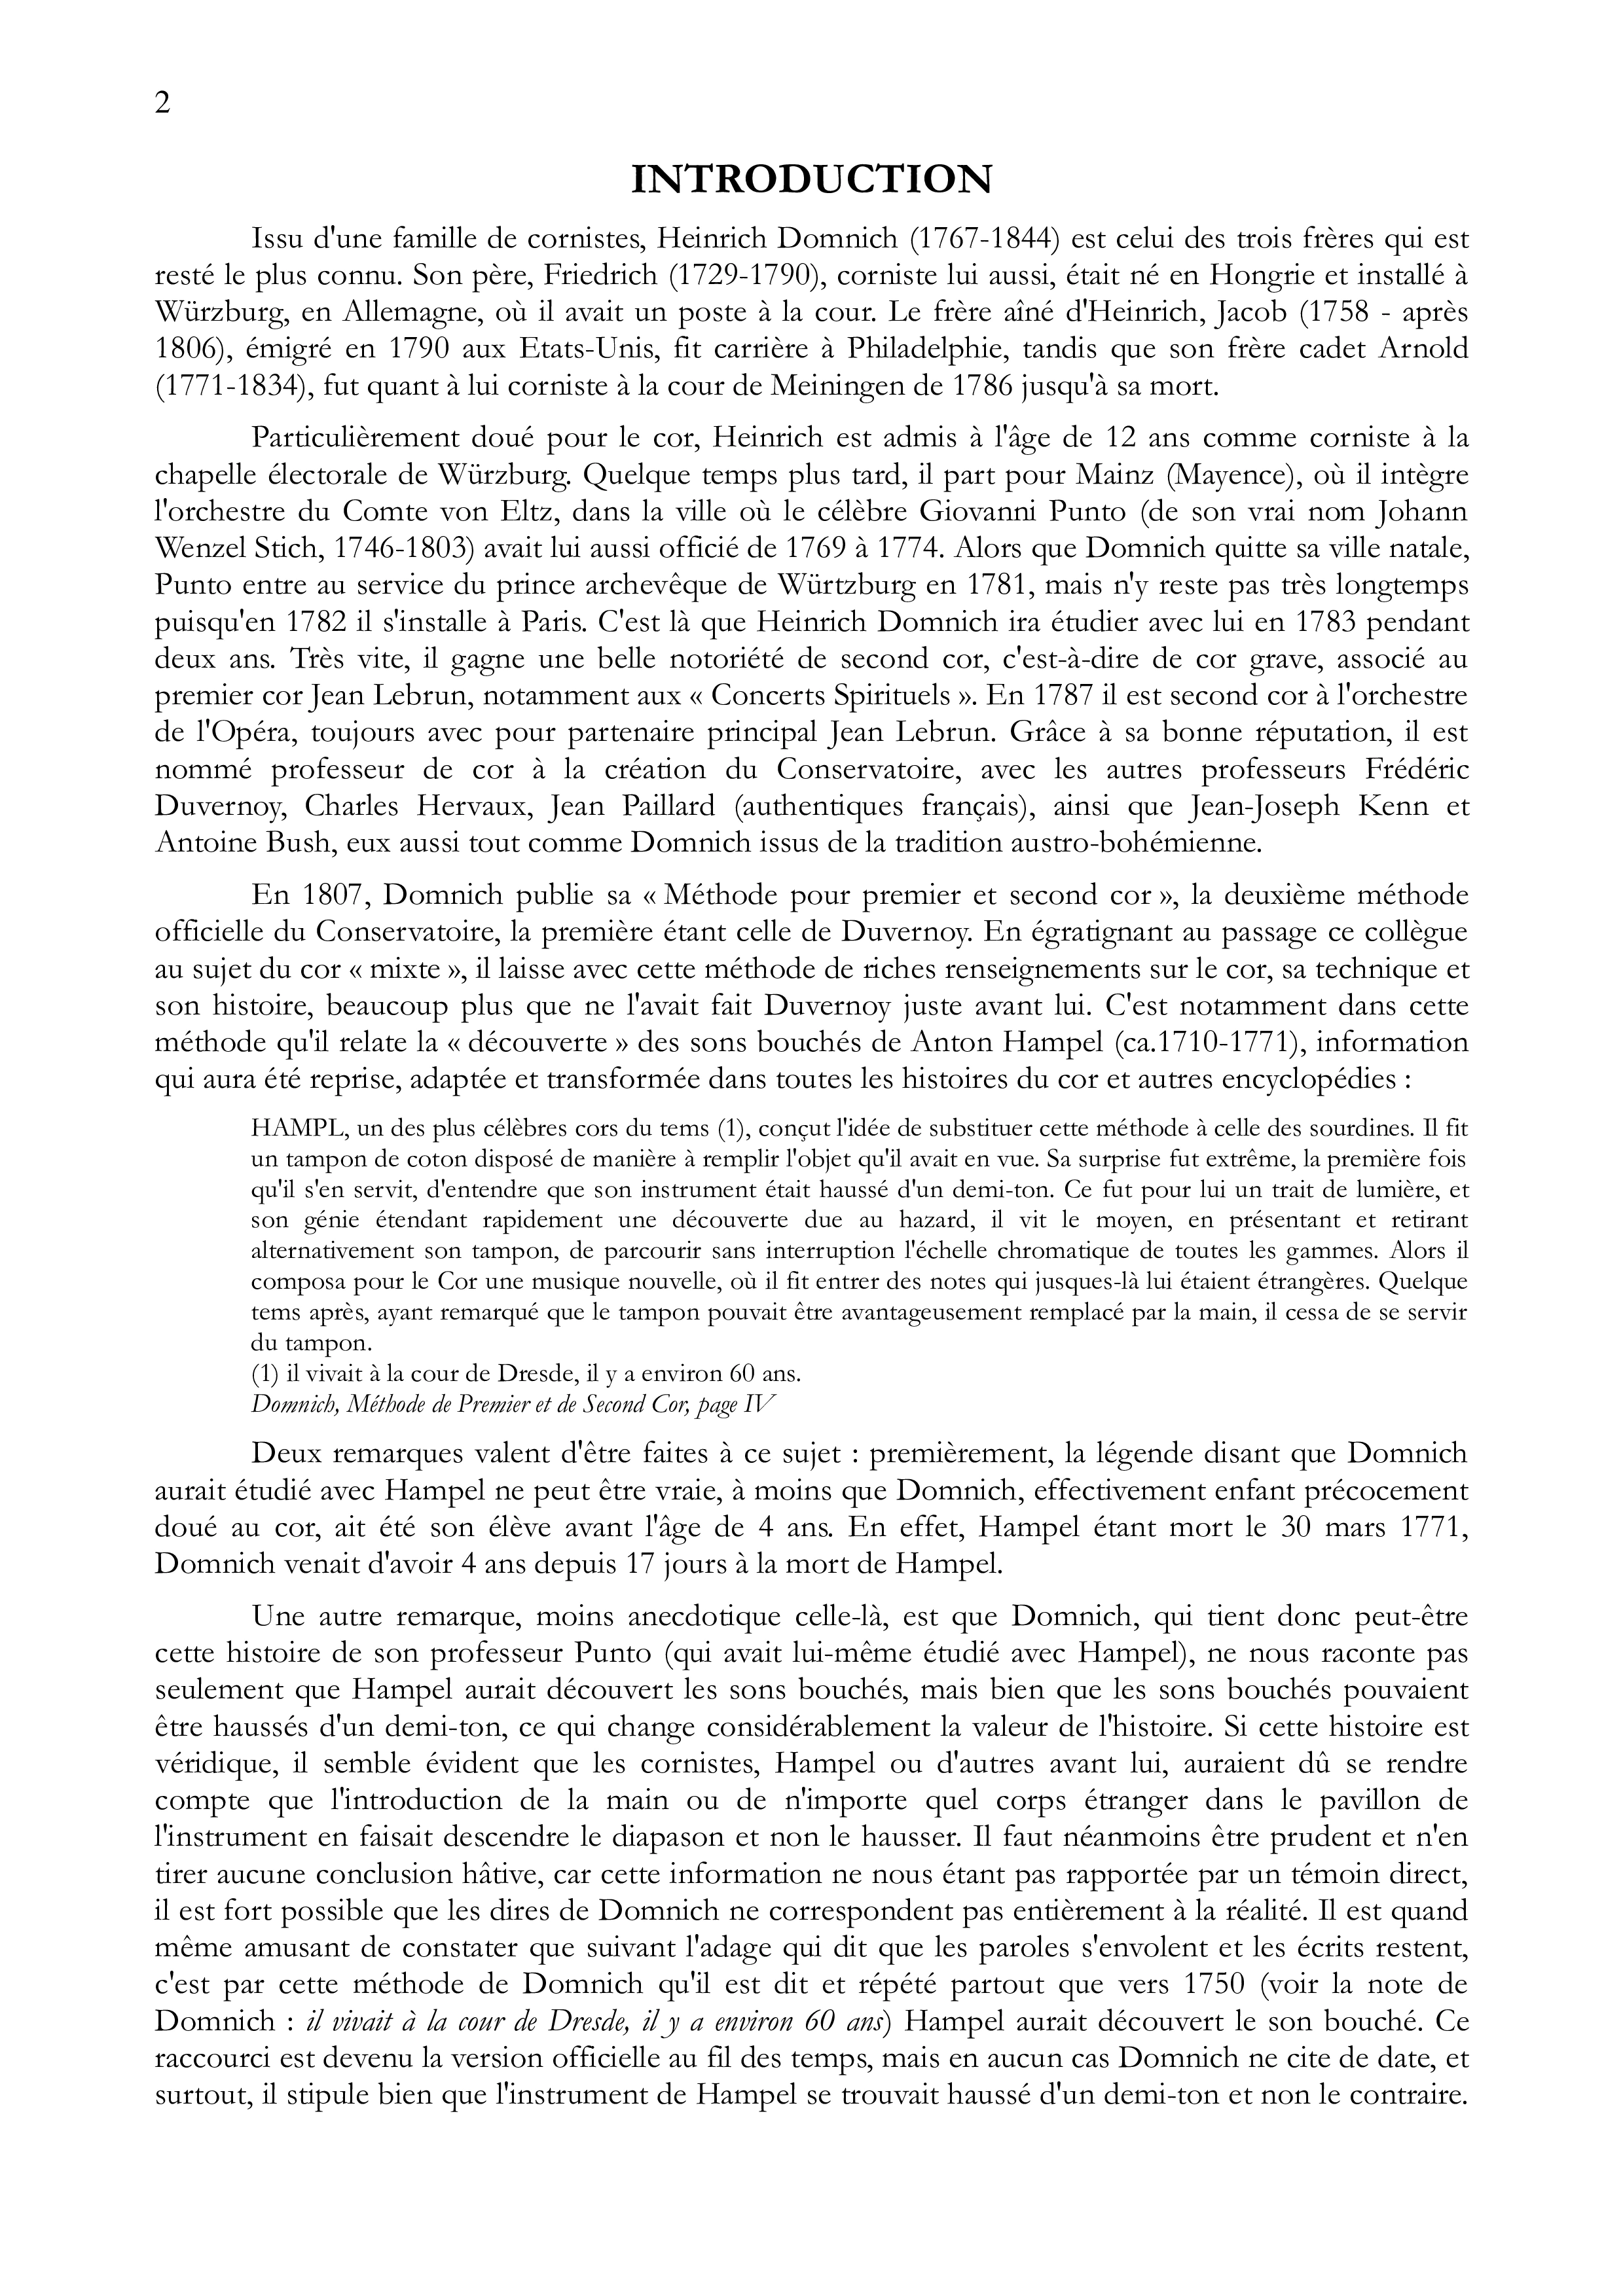 2
INTRODUCTION
Issu d'une famille de cornistes, Heinrich Domnich (1767-1844) est celui des trois frères qui est
resté le plus connu. Son père, Friedrich (1729-1790), corniste lui aussi, était né en Hongrie et installé à
Würzburg, en Allemagne, où il avait un poste à la cour. Le frère aîné d'Heinrich, Jacob (1758 - après
1806), émigré en 1790 aux Etats-Unis, fit carrière à Philadelphie, tandis que son frère cadet Arnold
(1771-1834), fut quant à lui corniste à la cour de Meiningen de 1786 jusqu'à sa mort.
Particulièrement doué pour le cor, Heinrich est admis à l'âge de 12 ans comme corniste à la
chapelle électorale de Würzburg. Quelque temps plus tard, il part pour Mainz (Mayence), où il intègre
l'orchestre du Comte von Eltz, dans la ville où le célèbre Giovanni Punto (de son vrai nom Johann
Wenzel Stich, 1746-1803) avait lui aussi officié de 1769 à 1774. Alors que Domnich quitte sa ville natale,
Punto entre au service du prince archevêque de Würtzburg en 1781, mais n'y reste pas très longtemps
puisqu'en 1782 il s'installe à Paris. C'est là que Heinrich Domnich ira étudier avec lui en 1783 pendant
deux ans. Très vite, il gagne une belle notoriété de second cor, c'est-à-dire de cor grave, associé au
premier cor Jean Lebrun, notamment aux « Concerts Spirituels ». En 1787 il est second cor à l'orchestre
de l'Opéra, toujours avec pour partenaire principal Jean Lebrun. Grâce à sa bonne réputation, il est
nommé professeur de cor à la création du Conservatoire, avec les autres professeurs Frédéric
Duvernoy, Charles Hervaux, Jean Paillard (authentiques français), ainsi que Jean-Joseph Kenn et
Antoine Bush, eux aussi tout comme Domnich issus de la tradition austro-bohémienne.
En 1807, Domnich publie sa « Méthode pour premier et second cor », la deuxième méthode
officielle du Conservatoire, la première étant celle de Duvernoy. En égratignant au passage ce collègue
au sujet du cor « mixte », il laisse avec cette méthode de riches renseignements sur le cor, sa technique et
son histoire, beaucoup plus que ne l'avait fait Duvernoy juste avant lui. C'est notamment dans cette
méthode qu'il relate la « découverte » des sons bouchés de Anton Hampel (ca.1710-1771), information
qui aura été reprise, adaptée et transformée dans toutes les histoires du cor et autres encyclopédies :
HAMPL, un des plus célèbres cors du tems (1), conçut l'idée de substituer cette méthode à celle des sourdines. Il fit
un tampon de coton disposé de manière à remplir l'objet qu'il avait en vue. Sa surprise fut extrême, la première fois
qu'il s'en servit, d'entendre que son instrument était haussé d'un demi-ton. Ce fut pour lui un trait de lumière, et
son génie étendant rapidement une découverte due au hazard, il vit le moyen, en présentant et retirant
alternativement son tampon, de parcourir sans interruption l'échelle chromatique de toutes les gammes. Alors il
composa pour le Cor une musique nouvelle, où il fit entrer des notes qui jusques-là lui étaient étrangères. Quelque
tems après, ayant remarqué que le tampon pouvait être avantageusement remplacé par la main, il cessa de se servir
du tampon.
(1) il vivait à la cour de Dresde, il y a environ 60 ans.
Domnich, Méthode de Premier et de Second Cor, page IV
Deux remarques valent d'être faites à ce sujet : premièrement, la légende disant que Domnich
aurait étudié avec Hampel ne peut être vraie, à moins que Domnich, effectivement enfant précocement
doué au cor, ait été son élève avant l'âge de 4 ans. En effet, Hampel étant mort le 30 mars 1771,
Domnich venait d'avoir 4 ans depuis 17 jours à la mort de Hampel.
Une autre remarque, moins anecdotique celle-là, est que Domnich, qui tient donc peut-être
cette histoire de son professeur Punto (qui avait lui-même étudié avec Hampel), ne nous raconte pas
seulement que Hampel aurait découvert les sons bouchés, mais bien que les sons bouchés pouvaient
être haussés d'un demi-ton, ce qui change considérablement la valeur de l'histoire. Si cette histoire est
véridique, il semble évident que les cornistes, Hampel ou d'autres avant lui, auraient dû se rendre
compte que l'introduction de la main ou de n'importe quel corps étranger dans le pavillon de
l'instrument en faisait descendre le diapason et non le hausser. Il faut néanmoins être prudent et n'en
tirer aucune conclusion hâtive, car cette information ne nous étant pas rapportée par un témoin direct,
il est fort possible que les dires de Domnich ne correspondent pas entièrement à la réalité. Il est quand
même amusant de constater que suivant l'adage qui dit que les paroles s'envolent et les écrits restent,
c'est par cette méthode de Domnich qu'il est dit et répété partout que vers 1750 (voir la note de
Domnich : il vivait à la cour de Dresde, il y a environ 60 ans) Hampel aurait découvert le son bouché. Ce
raccourci est devenu la version officielle au fil des temps, mais en aucun cas Domnich ne cite de date, et
surtout, il stipule bien que l'instrument de Hampel se trouvait haussé d'un demi-ton et non le contraire.